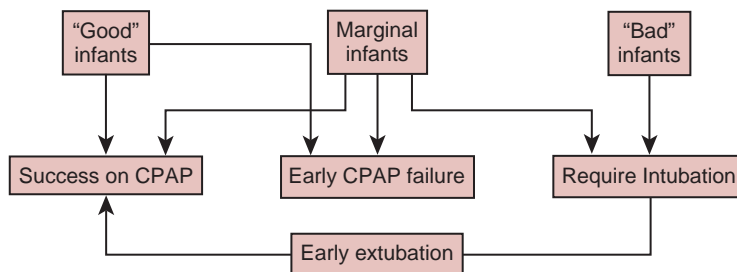 “Good”
infants
Marginal
infants
“Bad”
infants
Success on CPAP
Early CPAP failure
Require Intubation
Early extubation